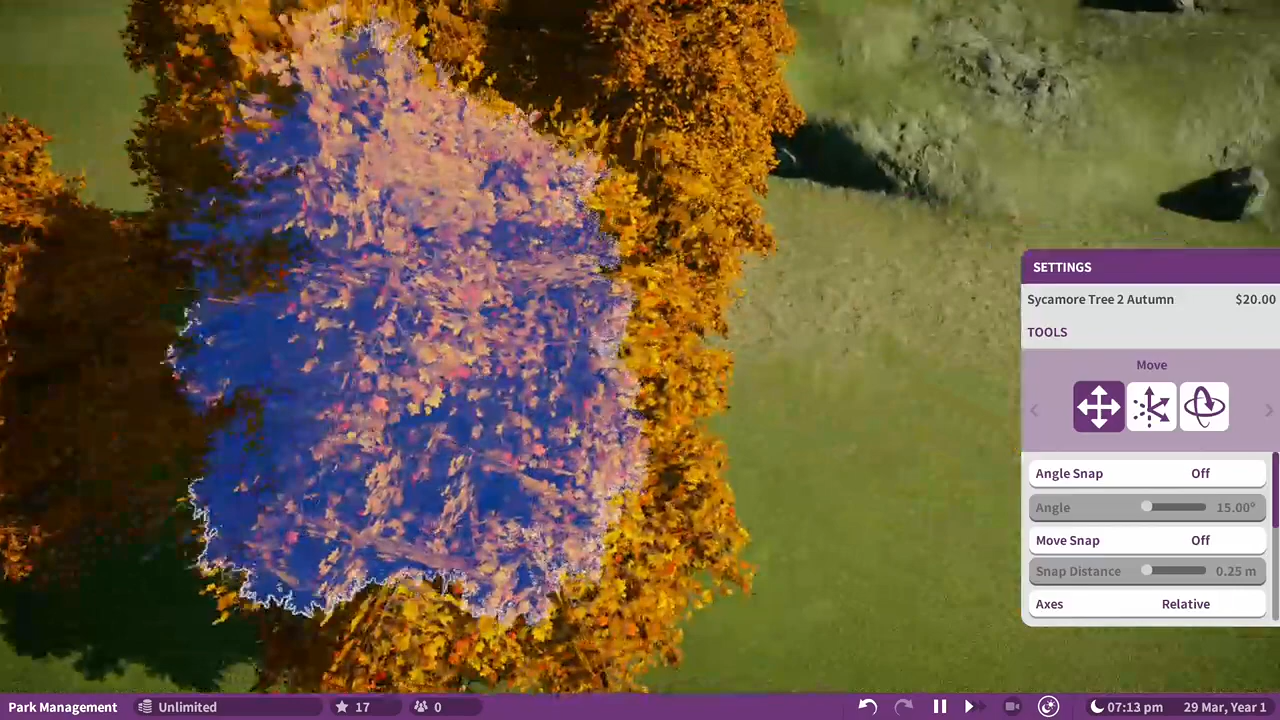 SETTINGS
Sycamore Tree 2 Autumn $20.00
TOOLS
Move
Angle Snap Off
Angle 15.00°
Move Snap Off
Snap Distance 0.25 m
Axes Relative
Park Management Unlimited 17 0 07:13 pm 29 Mar, Year 1